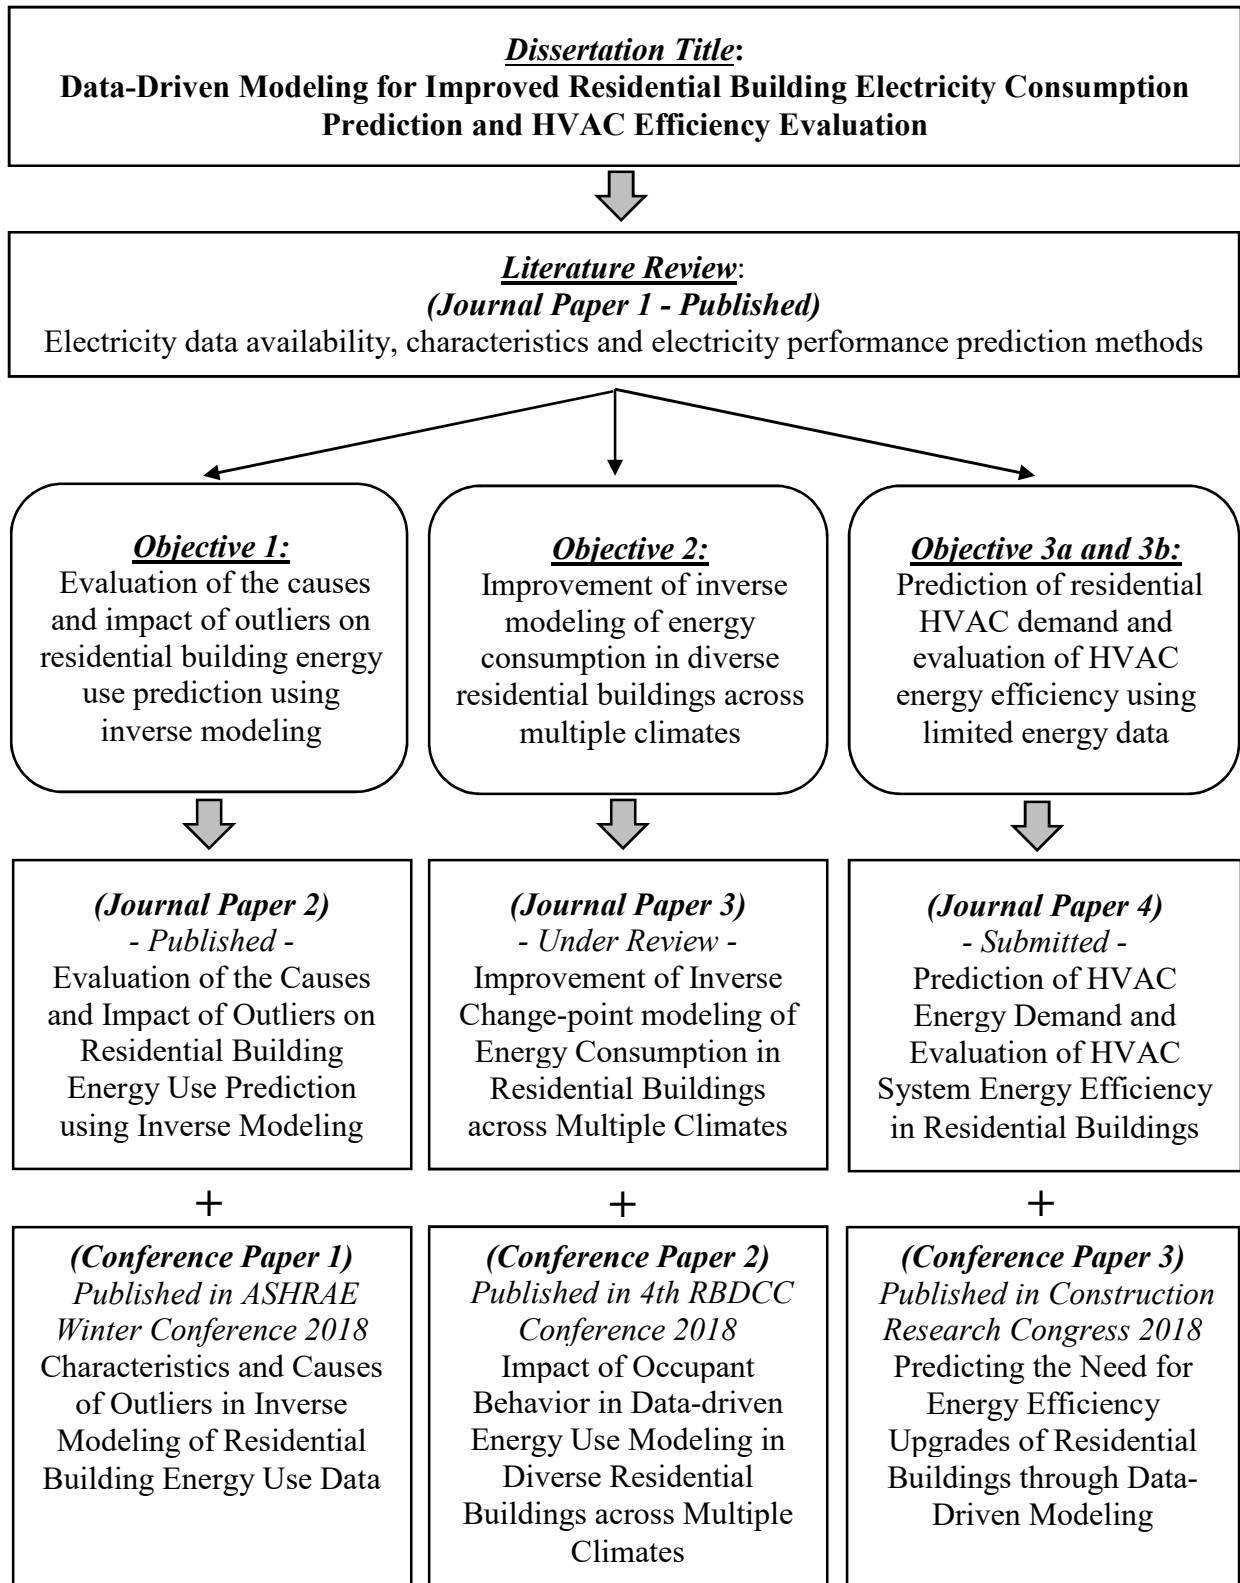 Dissertation Title:
Data-Driven Modeling for Improved Residential Building Electricity Consumption
Prediction and HVAC Efficiency Evaluation
Literature Review:
(Journal Paper 1 - Published)
Electricity data availability, characteristics and electricity performance prediction methods
Objective 1:
Evaluation of the causes
and impact of outliers on
residential building energy
use prediction using
inverse modeling
Objective 2:
Improvement of inverse
modeling of energy
consumption in diverse
residential buildings across
multiple climates
Objective 3a and 3b:
Prediction of residential
HVAC demand and
evaluation of HVAC
energy efficiency using
limited energy data
(Journal Paper 2)
- Published -
Evaluation of the Causes
and Impact of Outliers on
Residential Building
Energy Use Prediction
using Inverse Modeling
(Journal Paper 3)
- Under Review -
Improvement of Inverse
Change-point modeling of
Energy Consumption in
Residential Buildings
across Multiple Climates
(Journal Paper 4)
- Submitted -
Prediction of HVAC
Energy Demand and
Evaluation of HVAC
System Energy Efficiency
in Residential Buildings
+
+
+
(Conference Paper 1)
Published in ASHRAE
Winter Conference 2018
Characteristics and Causes
of Outliers in Inverse
Modeling of Residential
Building Energy Use Data
(Conference Paper 2)
Published in 4th RBDCC
Conference 2018
Impact of Occupant
Behavior in Data-driven
Energy Use Modeling in
Diverse Residential
Buildings across Multiple
Climates
(Conference Paper 3)
Published in Construction
Research Congress 2018
Predicting the Need for
Energy Efficiency
Upgrades of Residential
Buildings through Data-
Driven Modeling